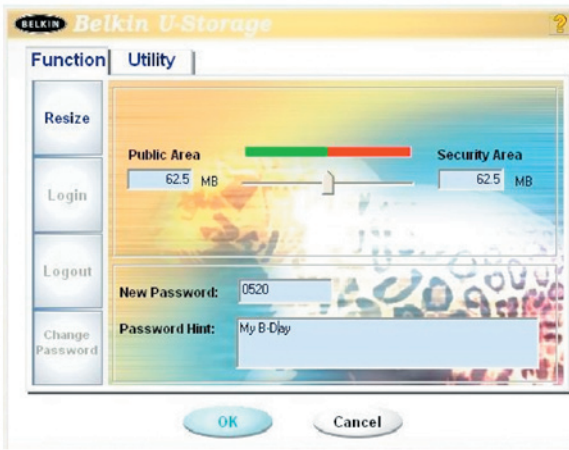 BELKIN Belkin U-Storage ?
Function Utility
Resize
Login
Logout
Change
Password
Public Area
62.5 MB
Security Area
62.5 MB
New Password: 0520
Password Hint: My B-Day
OK Cancel